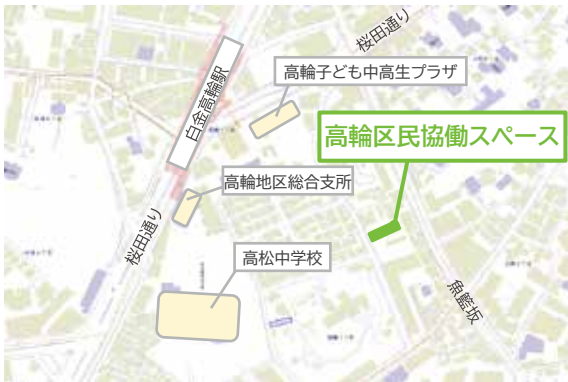 桜田通り
白金高輪駅
高輪子ども中高生プラザ
高輪区民協働スペース
高輪地区総合支所
桜田通り
高松中学校
魚籃坂